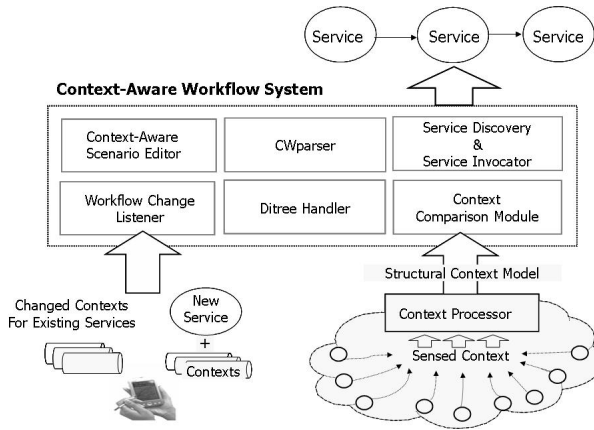 Service
Service
Service
Context-Aware Workflow System
Context-Aware
Scenario Editor
CWparser
Service Discovery
&
Service Invocator
Workflow Change
Listener
Ditree Handler
Context
Comparison Module
Structural Context Model
Changed Contexts
For Existing Services
New
Service
+
Contexts
Context Processor
Sensed Context